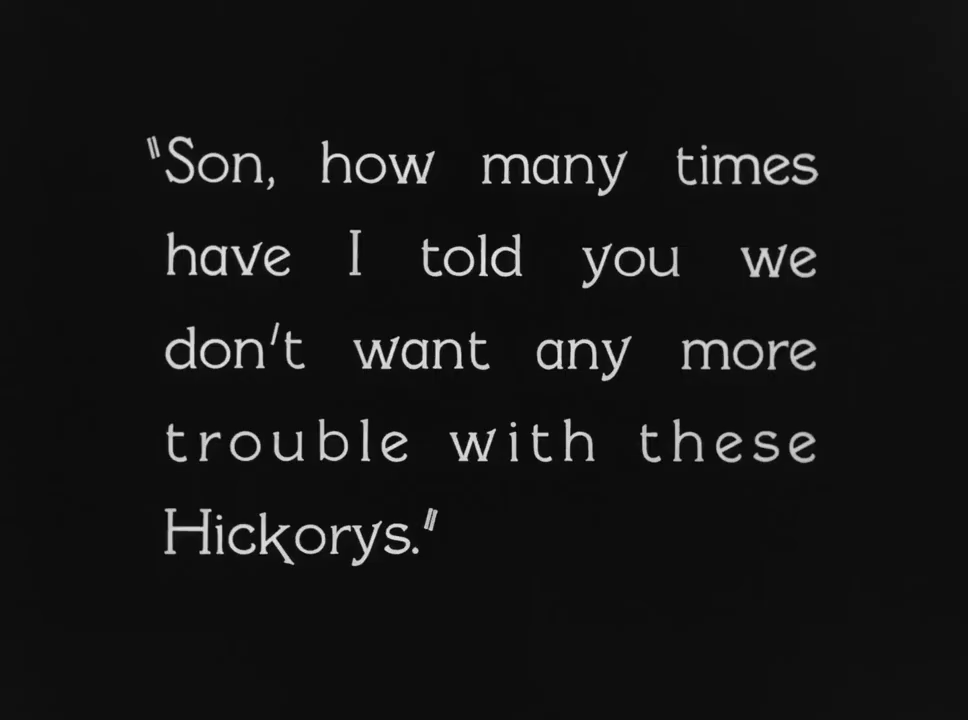 "Son, how many times
have I told you we
don't want any more
trouble with these
Hickorys."